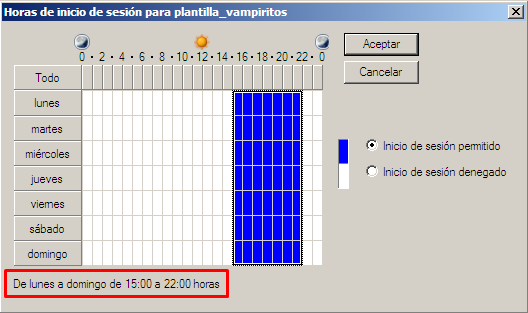 Horas de inicio de sesión para plantilla_vampiritos
0 · 2 · 4 · 6 · 8 · 10 · 12 · 14 · 16 · 18 · 20 · 22 · 0
Aceptar
Cancelar
Todo
lunes
martes
miércoles
jueves
viernes
sábado
domingo
Inicio de sesión permitido
Inicio de sesión denegado
De lunes a domingo de 15:00 a 22:00 horas